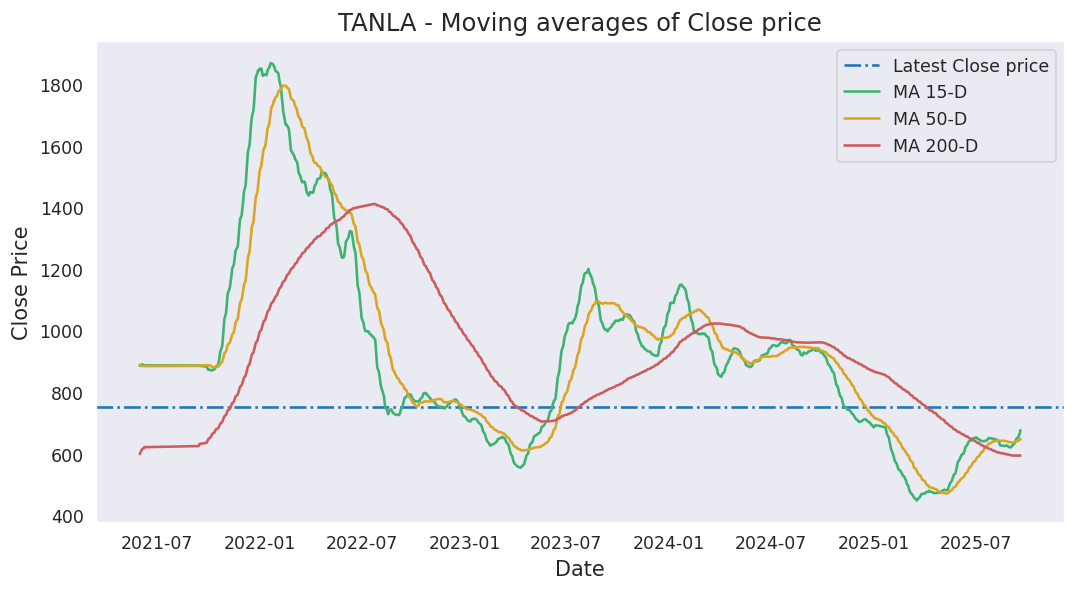 TANLA - Moving averages of Close price
Latest Close price
MA 15-D
MA 50-D
MA 200-D
Close Price
1800
1600
1400
1200
1000
800
600
400
2021-07 2022-01 2022-07 2023-01 2023-07 2024-01 2024-07 2025-01 2025-07
Date